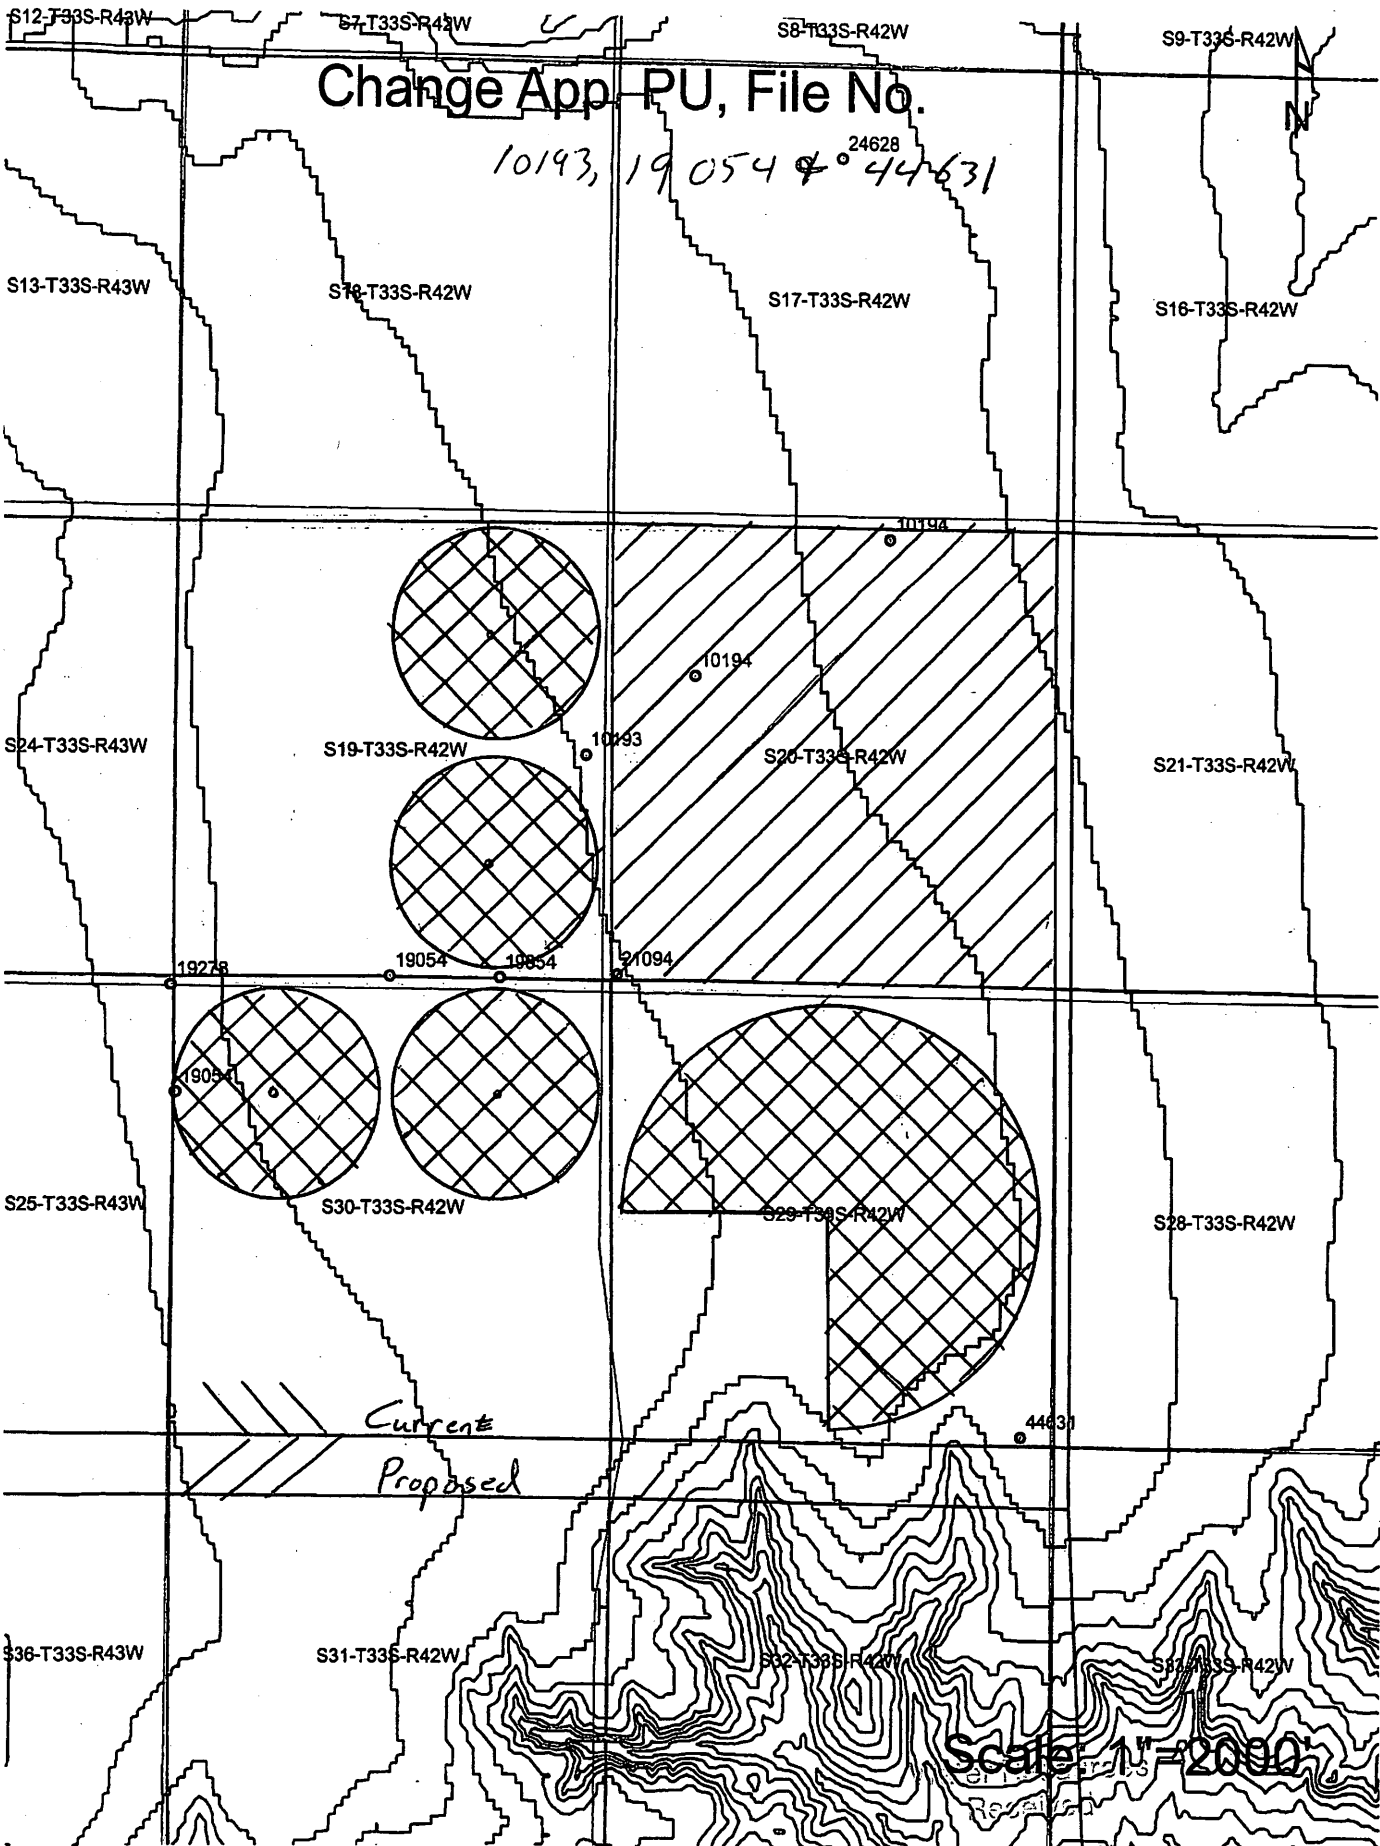 S12-T33S-R43W
S7-T33S-R42W
S8-T33S-R42W
S9-T33S-R42W
Change App. PU, File No.
N
10193, 19054 & 44631
24628
S13-T33S-R43W
S18-T33S-R42W
S17-T33S-R42W
S16-T33S-R42W
10194
10194
10193
S24-T33S-R43W
S19-T33S-R42W
S20-T33S-R42W
S21-T33S-R42W
19278
19054
19054
21094
19054
S25-T33S-R43W
S30-T33S-R42W
S29-T33S-R42W
S28-T33S-R42W
Current
44631
Proposed
S36-T33S-R43W
S31-T33S-R42W
S32-T33S-R42W
S33-T33S-R42W
Scale: 1"=2000'
Received